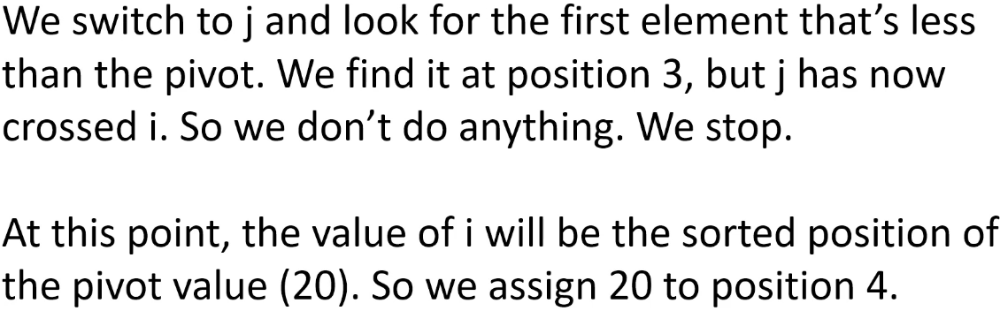 We switch to j and look for the first element that’s less
than the pivot. We find it at position 3, but j has now
crossed i. So we don’t do anything. We stop.
At this point, the value of i will be the sorted position of
the pivot value (20). So we assign 20 to position 4.